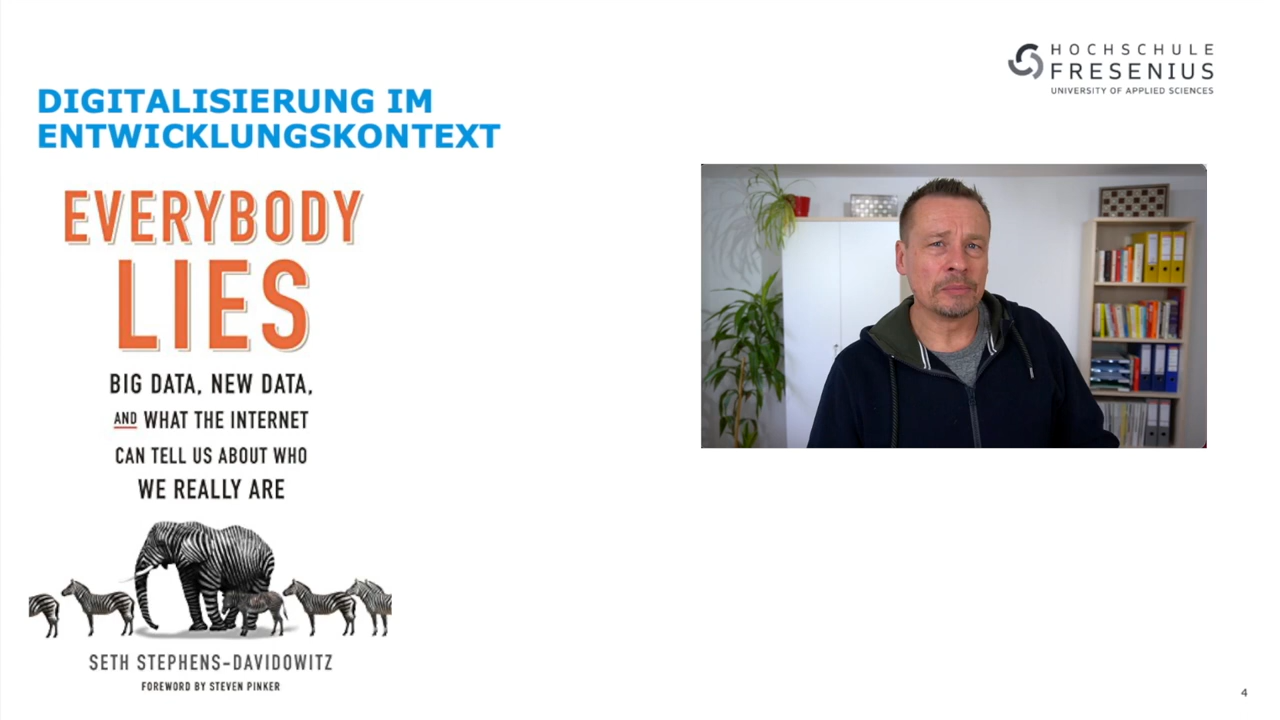 HOCHSCHULE
FRESENIUS
UNIVERSITY OF APPLIED SCIENCES
DIGITALISIERUNG IM
ENTWICKLUNGSKONTEXT
EVERYBODY
LIES
BIG DATA, NEW DATA,
AND WHAT THE INTERNET
CAN TELL US ABOUT WHO
WE REALLY ARE
SETH STEPHENS-DAVIDOWITZ
FOREWORD BY STEVEN PINKER
4